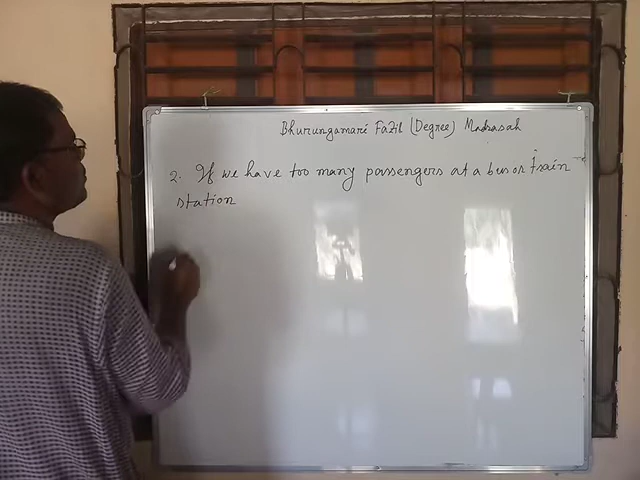 Bhurungamari Fazil (Degree) Madrasah
2. If we have too many passengers at a bus or train
station